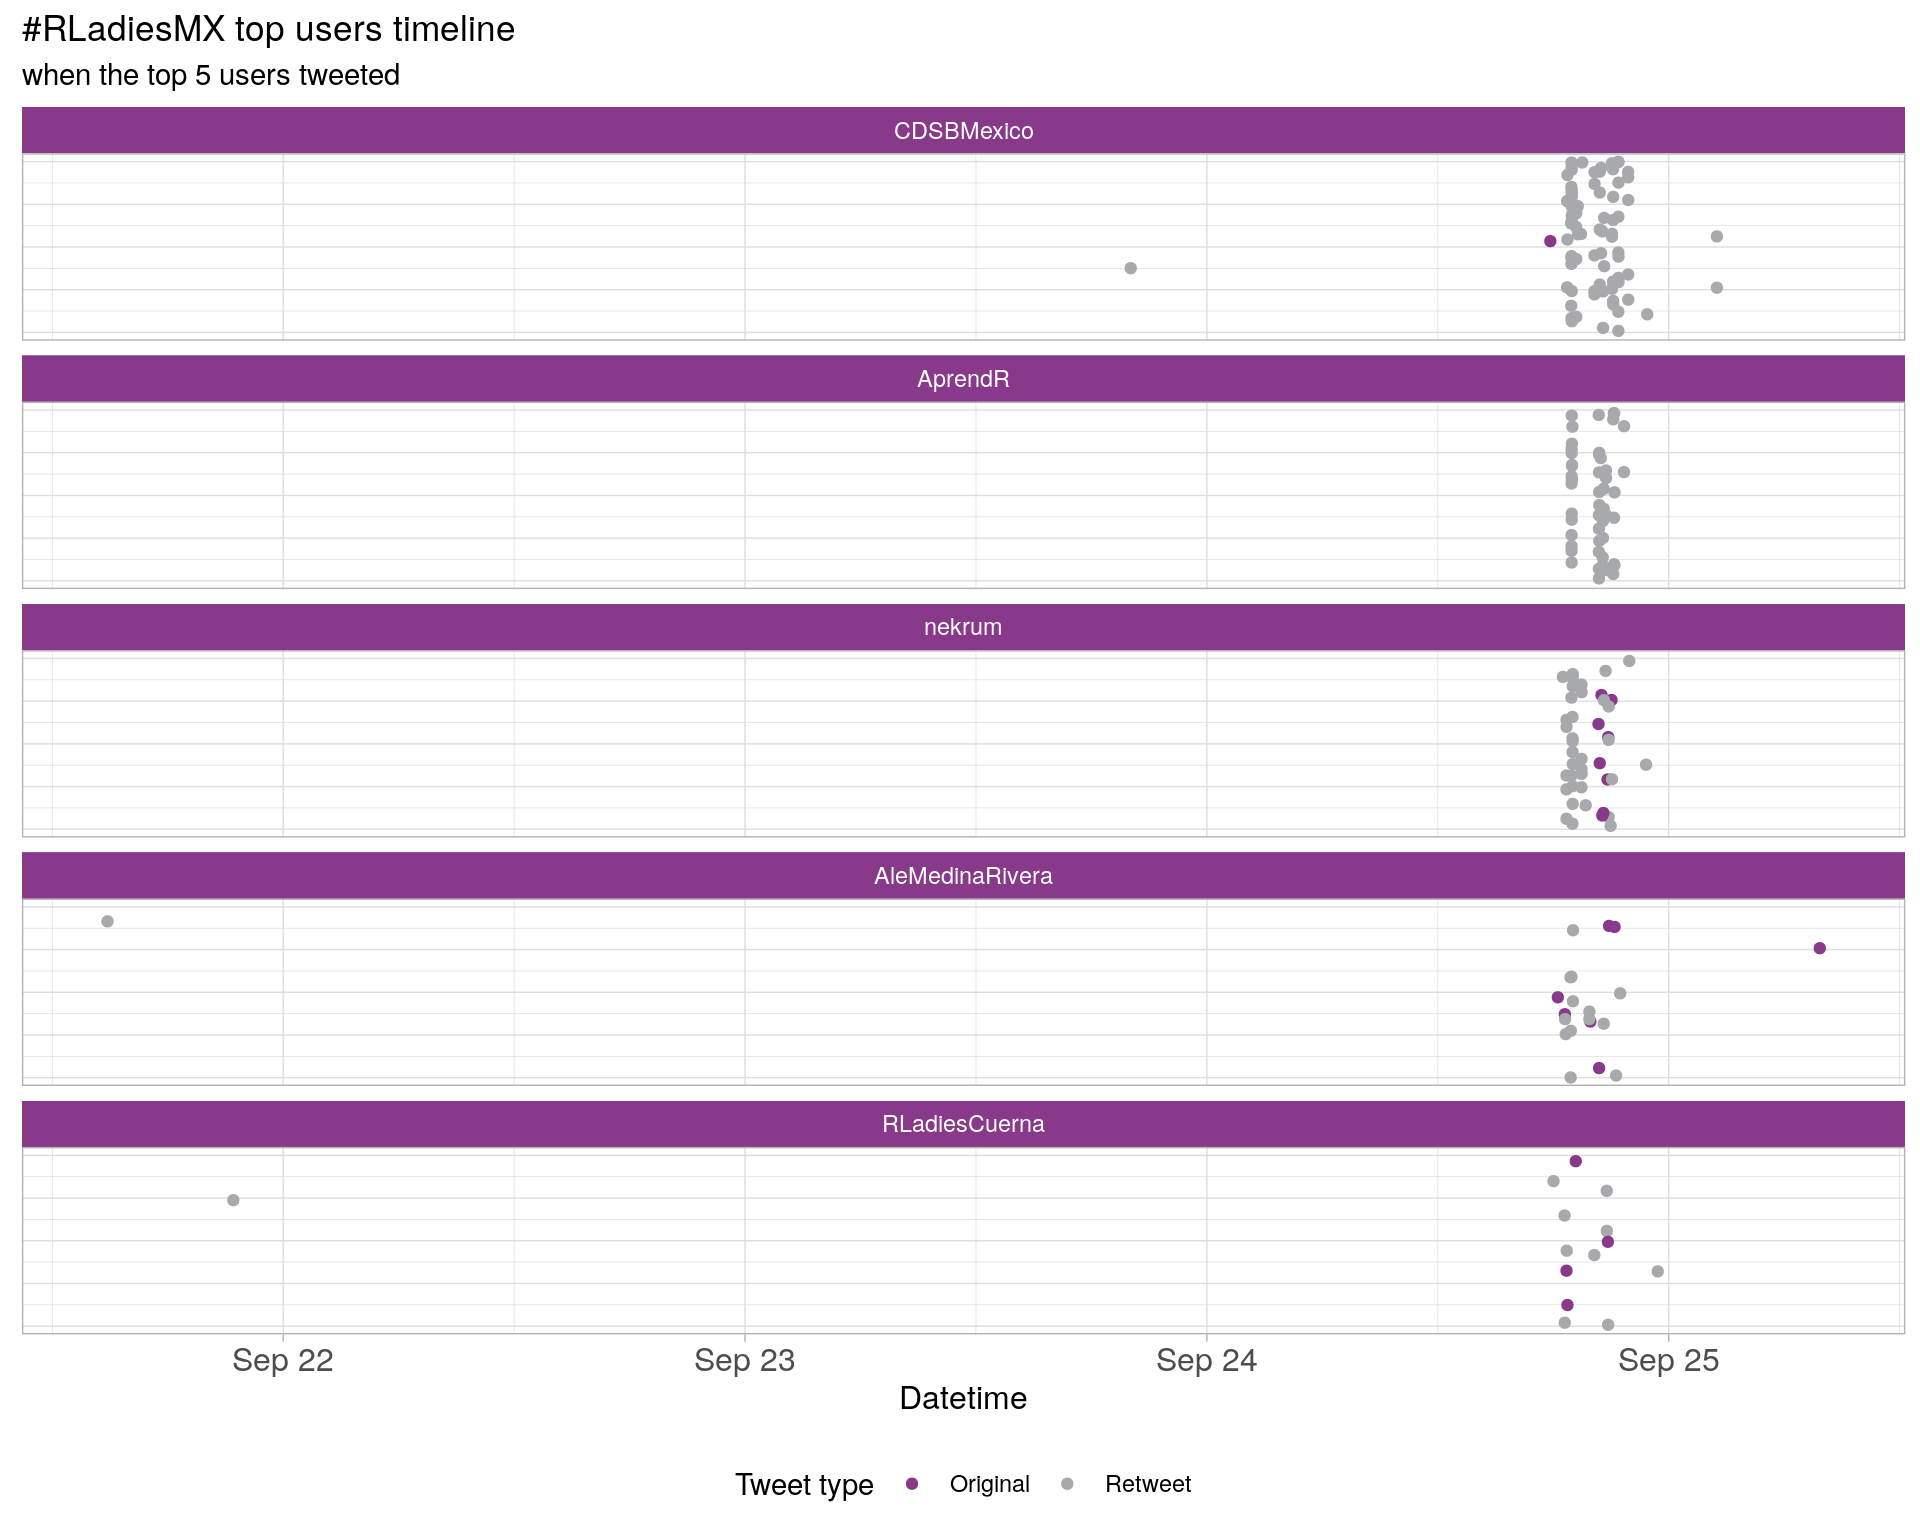 #RLadiesMX top users timeline
when the top 5 users tweeted
CDSBMexico
AprendR
nekrum
AleMedinaRivera
RLadiesCuerna
Sep 22 Sep 23 Sep 24 Sep 25
Datetime
Tweet type Original Retweet